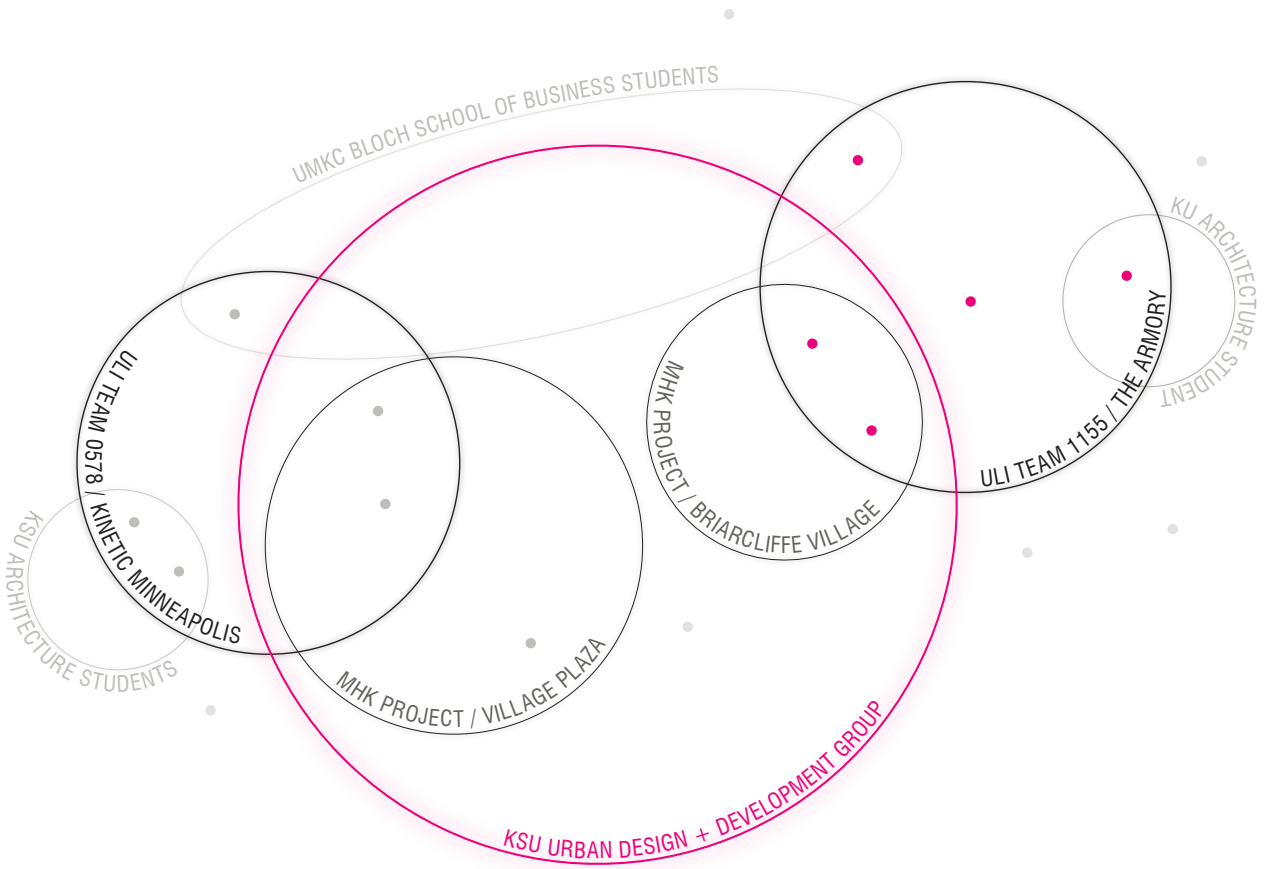 UMKC BLOCH SCHOOL OF BUSINESS STUDENTS
KU ARCHITECTURE STUDENT
ULI TEAM 1155 / THE ARMORY
ULI TEAM 0578 / KINETIC MINNEAPOLIS
MHK PROJECT / BRIARCLIFFE VILLAGE
KSU ARCHITECTURE STUDENTS
MHK PROJECT / VILLAGE PLAZA
KSU URBAN DESIGN + DEVELOPMENT GROUP